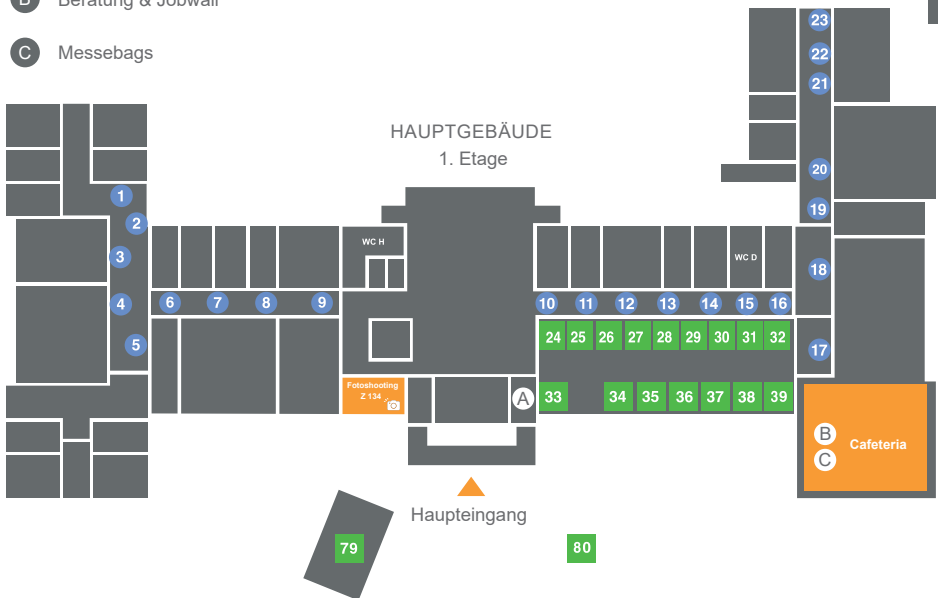 B Beratung & Jobwall
C Messebags
HAUPTGEBÄUDE
1. Etage
23
22
21
20
19
18
17
1
2
3
4
5
WC H
WC D
6 7 8 9
10 11 12 13 14 15 16
24 25 26 27 28 29 30 31 32
33 34 35 36 37 38 39
Fotoshooting
Z 134
A
B
C
Cafeteria
Haupteingang
79
80